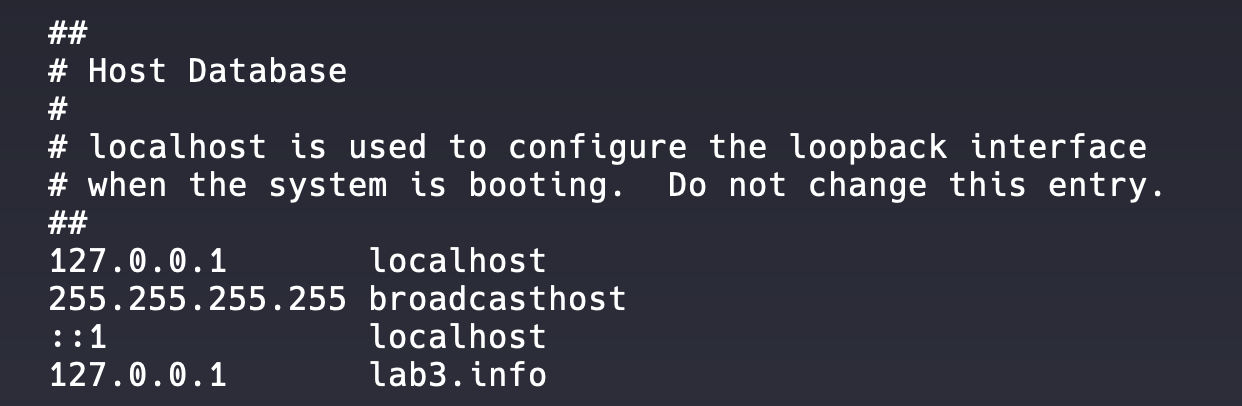 ##
# Host Database
#
# localhost is used to configure the loopback interface
# when the system is booting.  Do not change this entry.
##
127.0.0.1       localhost
255.255.255.255 broadcasthost
::1             localhost
127.0.0.1       lab3.info